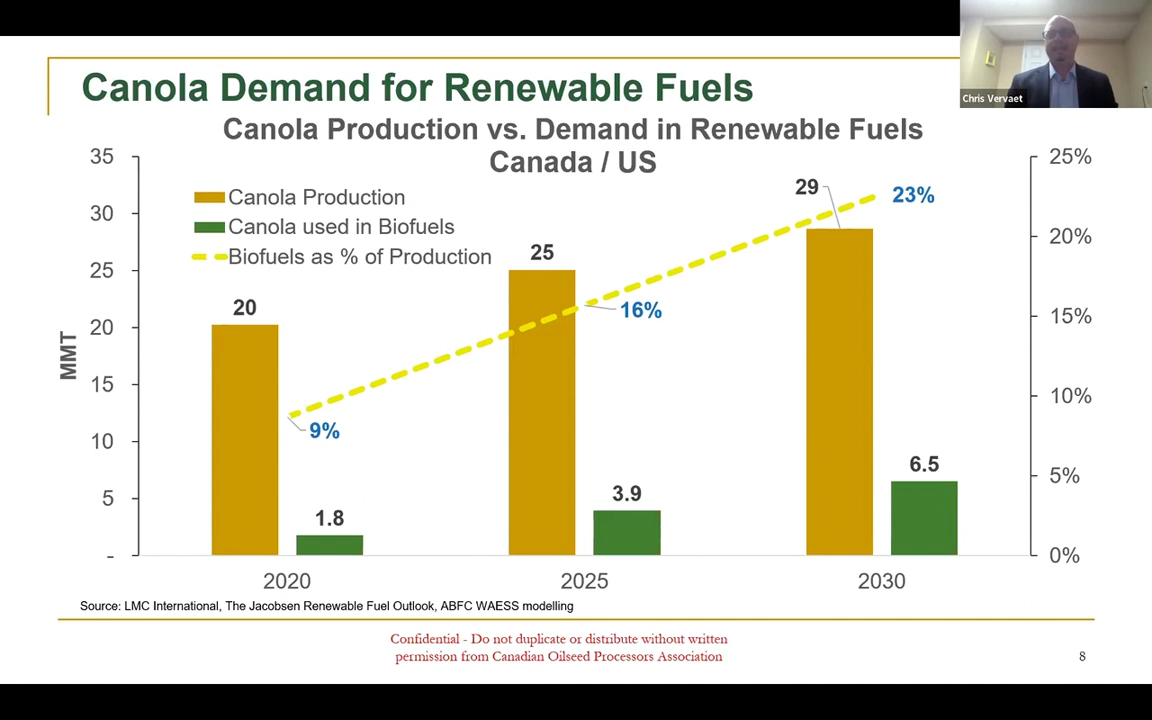 Chris Vervaet
Canola Demand for Renewable Fuels
Canola Production vs. Demand in Renewable Fuels
Canada / US
35
30
25
20
15
10
5
-
MMT
25%
20%
15%
10%
5%
0%
Canola Production
Canola used in Biofuels
Biofuels as % of Production
20
1.8
9%
25
3.9
16%
29
6.5
23%
2020
2025
2030
Source: LMC International, The Jacobsen Renewable Fuel Outlook, ABFC WAESS modelling
Confidential - Do not duplicate or distribute without written
permission from Canadian Oilseed Processors Association
8